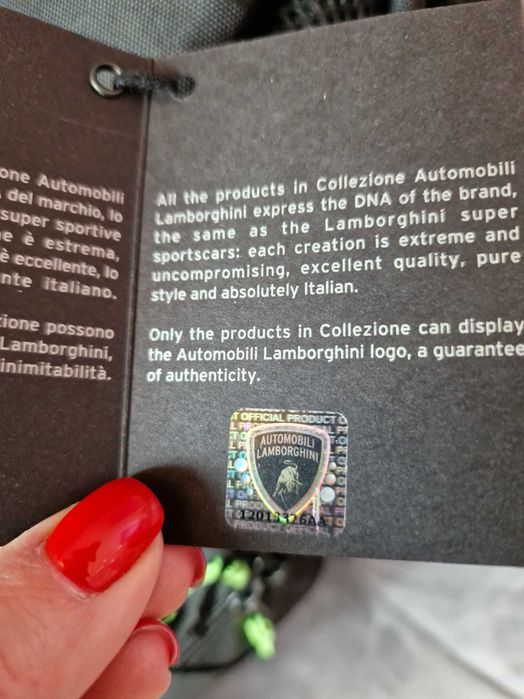 one Automobili
del marchio, lo
super sportive
è estrema,
è eccellente, lo
nte italiano.
zione possono
Lamborghini,
inimitabilità.
All the products in Collezione Automobili
Lamborghini express the DNA of the brand,
the same as the Lamborghini super
sportscars: each creation is extreme and
uncompromising, excellent quality, pure
style and absolutely Italian.
Only the products in Collezione can display
the Automobili Lamborghini logo, a guarantee
of authenticity.
OFFICIAL PRODUCT
AUTOMOBILI
LAMBORGHINI